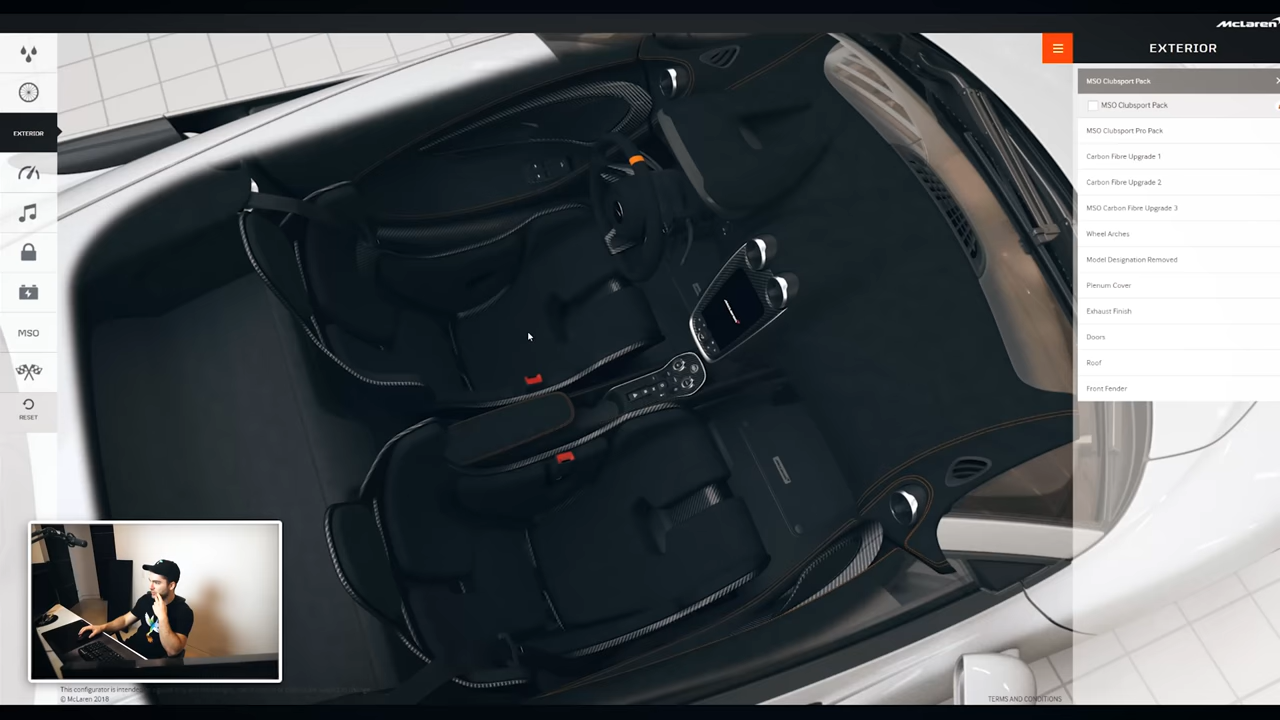 McLaren
EXTERIOR
EXTERIOR
MSO
RESET
MSO Clubsport Pack
MSO Clubsport Pack
MSO Clubsport Pro Pack
Carbon Fibre Upgrade 1
Carbon Fibre Upgrade 2
MSO Carbon Fibre Upgrade 3
Wheel Arches
Model Designation Removed
Plenum Cover
Exhaust Finish
Doors
Roof
Front Fender
This configurator is intended
© McLaren 2018
TERMS AND CONDITIONS